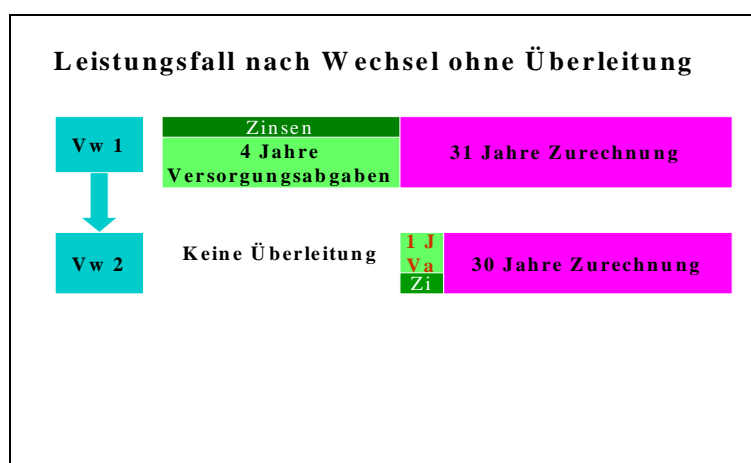 Leistungsfall nach Wechsel ohne Überleitung
Vw 1
Zinsen
4 Jahre
Versorgungsabgaben
31 Jahre Zurechnung
Vw 2
Keine Überleitung
1 J
Va
Zi
30 Jahre Zurechnung